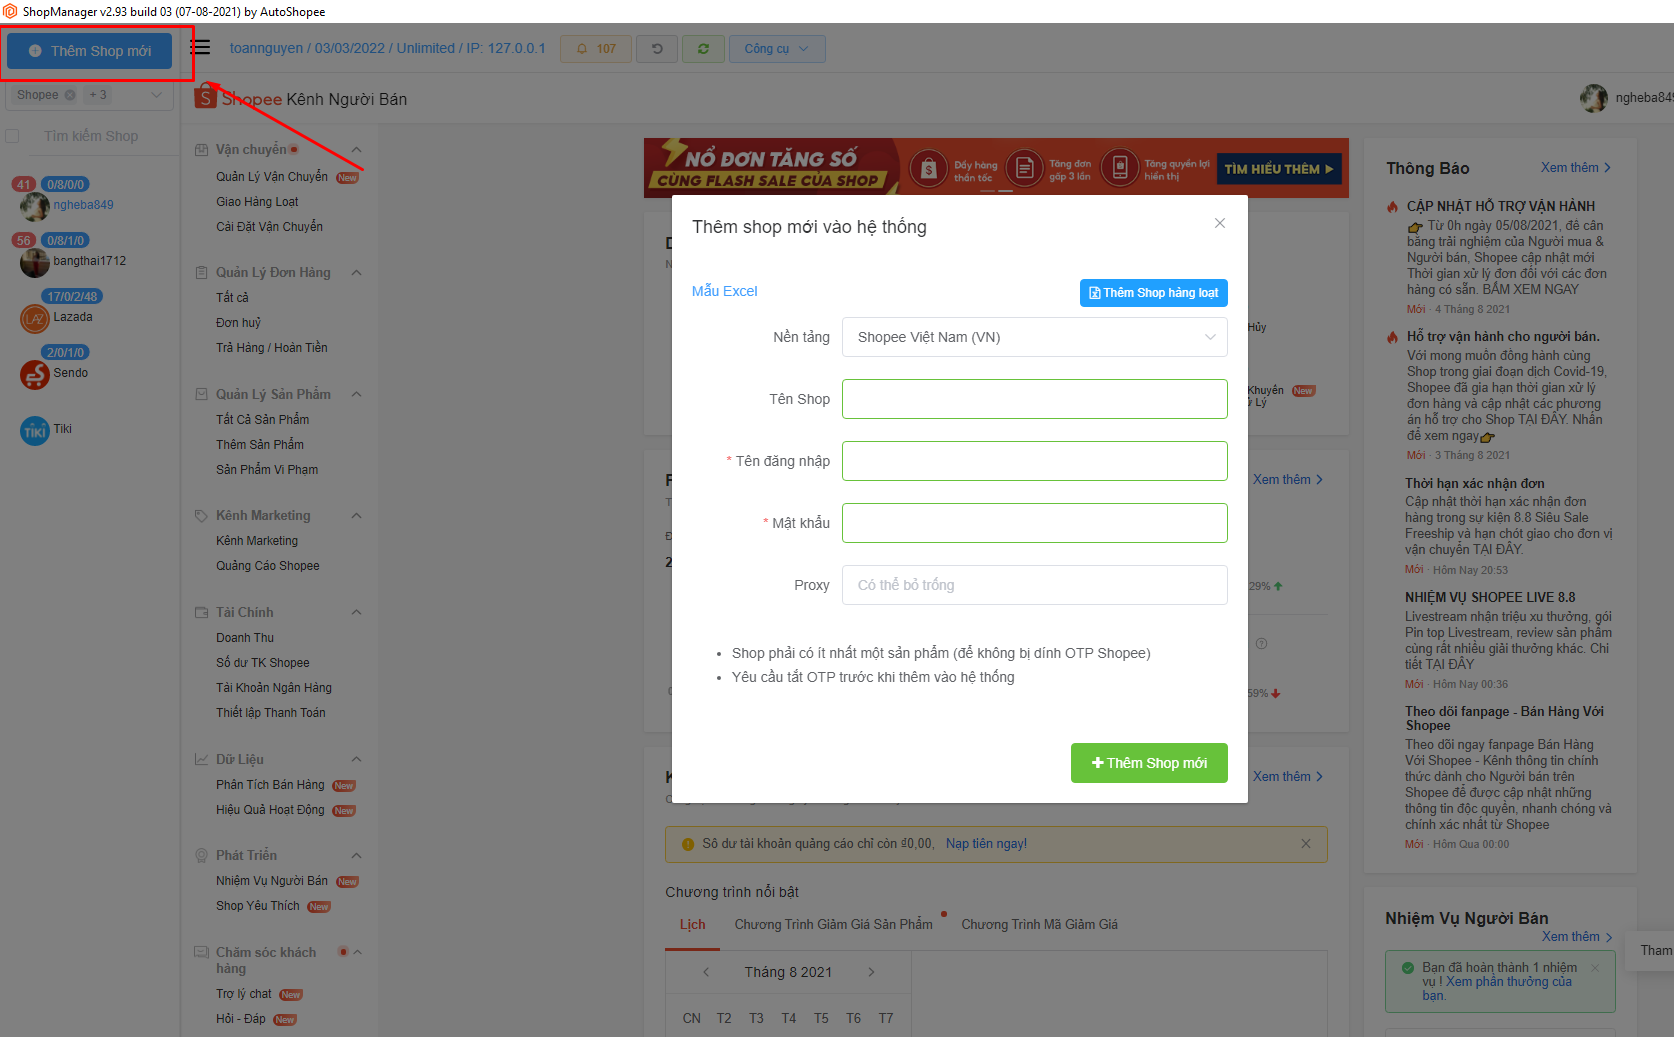 ShopManager v2.93 build 03 (07-08-2021) by AutoShopee
Thêm Shop mới
toannguyen / 03/03/2022 / Unlimited / IP: 127.0.0.1
107
Công cụ
Shopee
+ 3
Tìm kiếm Shop
Shopee Kênh Người Bán
41
0/8/0/0
ngheba849
56
0/8/1/0
bangthai1712
17/0/2/48
LAZ
Lazada
2/0/1/0
Sendo
TIKI
Tiki
Vận chuyển
Quản Lý Vận Chuyển New
Giao Hàng Loạt
Cài Đặt Vận Chuyển
Quản Lý Đơn Hàng
Tất cả
Đơn huỷ
Trả Hàng / Hoàn Tiền
Quản Lý Sản Phẩm
Tất Cả Sản Phẩm
Thêm Sản Phẩm
Sản Phẩm Vi Phạm
Kênh Marketing
Kênh Marketing
Quảng Cáo Shopee
Tài Chính
Doanh Thu
Số dư TK Shopee
Tài Khoản Ngân Hàng
Thiết lập Thanh Toán
Dữ Liệu
Phân Tích Bán Hàng New
Hiệu Quả Hoạt Động New
Phát Triển
Nhiệm Vụ Người Bán New
Shop Yêu Thích New
Chăm sóc khách
hàng
Trợ lý chat New
Hỏi - Đáp New
NỔ ĐƠN TĂNG SỐ
CÙNG FLASH SALE CỦA SHOP
Đẩy hàng
thần tốc
Tăng đơn
gấp 3 lần
Tăng quyền lợi
hiển thị
TÌM HIỂU THÊM
Thêm shop mới vào hệ thống
Mẫu Excel
Thêm Shop hàng loạt
Nền tảng
Shopee Việt Nam (VN)
Tên Shop
* Tên đăng nhập
* Mật khẩu
Proxy
Có thể bỏ trống
Shop phải có ít nhất một sản phẩm (để không bị dính OTP Shopee)
Yêu cầu tắt OTP trước khi thêm vào hệ thống
Thêm Shop mới
Hủy
Khuyến New
Lý
Xem thêm
29%
59%
Xem thêm
Số dư tài khoản quảng cáo chỉ còn ₫0,00, Nạp tiền ngay!
Chương trình nổi bật
Lịch
Chương Trình Giảm Giá Sản Phẩm
Chương Trình Mã Giảm Giá
Tháng 8 2021
CN T2 T3 T4 T5 T6 T7
ngheba849
Thông Báo
Xem thêm
CẬP NHẬT HỖ TRỢ VẬN HÀNH
Từ 0h ngày 05/08/2021, để cân
bằng trải nghiệm của Người mua &
Người bán, Shopee cập nhật mới
Thời gian xử lý đơn đối với các đơn
hàng có sẵn. BẤM XEM NGAY
Mới · 4 Tháng 8 2021
Hỗ trợ vận hành cho người bán.
Với mong muốn đồng hành cùng
Shop trong giai đoạn dịch Covid-19,
Shopee đã gia hạn thời gian xử lý
đơn hàng và cập nhật các phương
án hỗ trợ cho Shop TẠI ĐÂY. Nhấn
để xem ngay
Mới · 3 Tháng 8 2021
Thời hạn xác nhận đơn
Cập nhật thời hạn xác nhận đơn
hàng trong sự kiện 8.8 Siêu Sale
Freeship và hạn chót giao cho đơn vị
vận chuyển TẠI ĐÂY.
Mới · Hôm Nay 20:53
NHIỆM VỤ SHOPEE LIVE 8.8
Livestream nhận triệu xu thưởng, gói
Pin top Livestream, review sản phẩm
cùng rất nhiều giải thưởng khác. Chi
tiết TẠI ĐÂY
Mới · Hôm Nay 00:36
Theo dõi fanpage - Bán Hàng Với
Shopee
Theo dõi ngay fanpage Bán Hàng
Với Shopee - Kênh thông tin chính
thức dành cho Người bán trên
Shopee để được cập nhật những
thông tin độc quyền, nhanh chóng và
chính xác nhất từ Shopee
Mới · Hôm Qua 00:00
Nhiệm Vụ Người Bán
Xem thêm
Bạn đã hoàn thành 1 nhiệm
vụ ! Xem phần thưởng của
bạn.
Tham